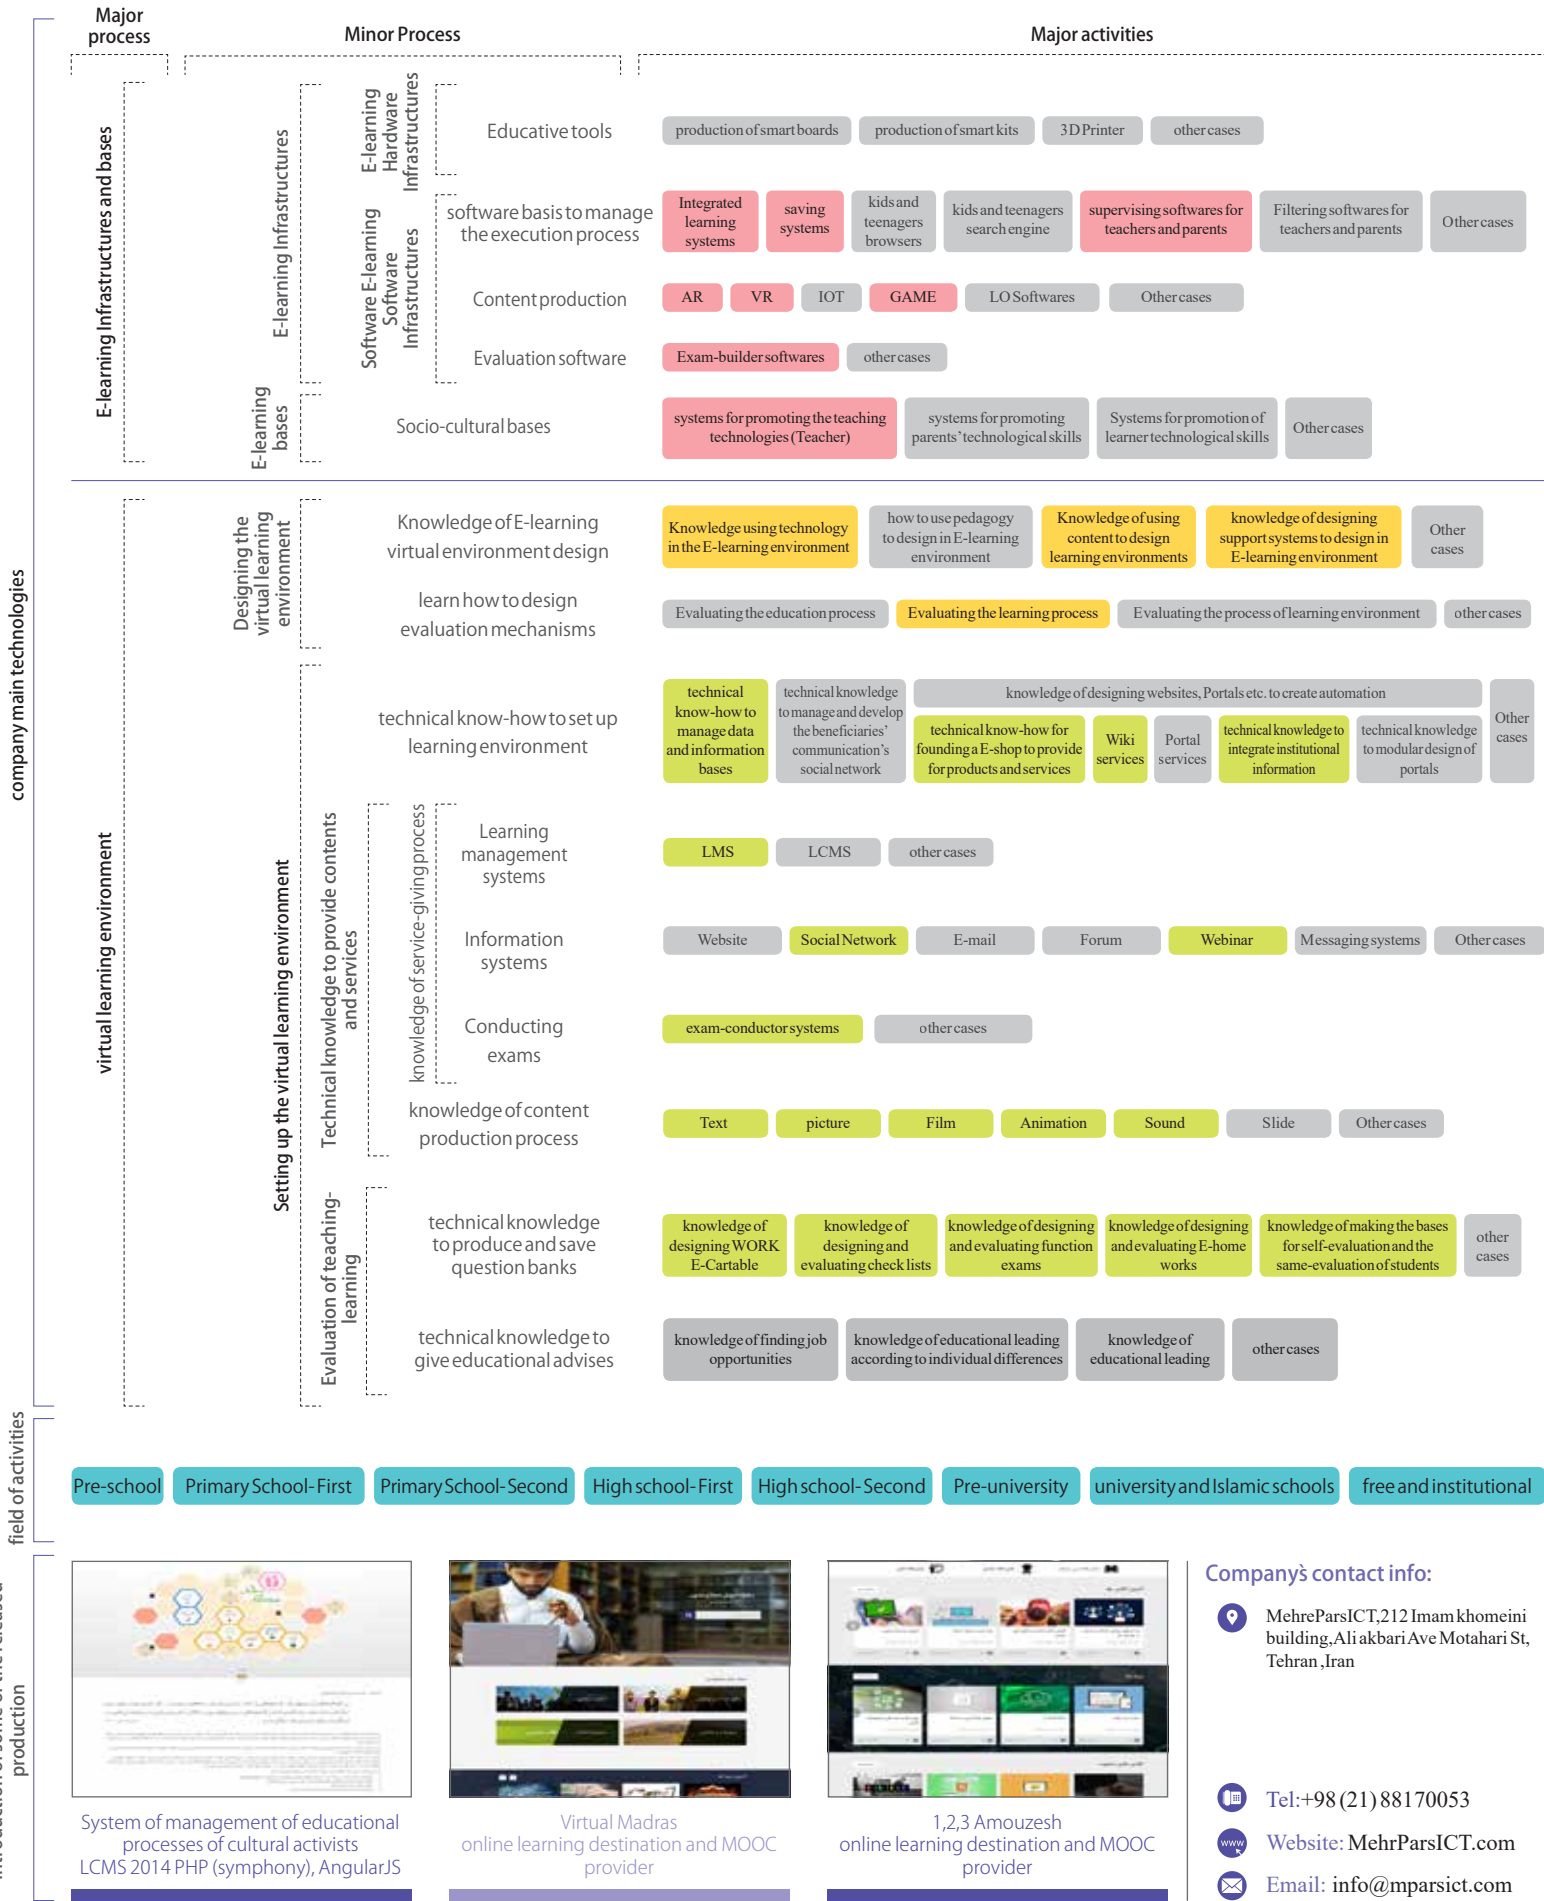 Major
process
Minor Process
Major activities
company main technologies
E-learning Infrastructures and bases
E-learning Infrastructures
E-learning
Hardware
Infrastructures
Educative tools
production of smart boards
production of smart kits
3D Printer
other cases
Software E-learning
Software
Infrastructures
software basis to manage
the execution process
Integrated
learning
systems
saving
systems
kids and
teenagers
browsers
kids and teenagers
search engine
supervising softwares for
teachers and parents
Filtering softwares for
teachers and parents
Other cases
Content production
AR
VR
IOT
GAME
LO Softwares
Other cases
Evaluation software
Exam-builder softwares
other cases
E-learning
bases
Socio-cultural bases
systems for promoting the teaching
technologies (Teacher)
systems for promoting
parents' technological skills
Systems for promotion of
learner technological skills
Other cases
virtual learning environment
Designing the
virtual learning
environment
Knowledge of E-learning
virtual environment design
Knowledge using technology
in the E-learning environment
how to use pedagogy
to design in E-learning
environment
Knowledge of using
content to design
learning environments
knowledge of designing
support systems to design in
E-learning environment
Other
cases
learn how to design
evaluation mechanisms
Evaluating the education process
Evaluating the learning process
Evaluating the process of learning environment
other cases
Setting up the virtual learning environment
technical know-how to set up
learning environment
technical
know-how to
manage data
and information
bases
technical knowledge
to manage and develop
the beneficiaries'
communication's
social network
knowledge of designing websites, Portals etc. to create automation
technical know-how for
founding a E-shop to provide
for products and services
Wiki
services
Portal
services
technical knowledge to
integrate institutional
information
technical knowledge
to modular design of
portals
Other
cases
Technical knowledge to provide contents
and services
knowledge of service-giving process
Learning
management
systems
LMS
LCMS
other cases
Information
systems
Website
Social Network
E-mail
Forum
Webinar
Messaging systems
Other cases
Conducting
exams
exam-conductor systems
other cases
knowledge of content
production process
Text
picture
Film
Animation
Sound
Slide
Other cases
Evaluation of teaching-
learning
technical knowledge
to produce and save
question banks
knowledge of
designing WORK
E-Cartable
knowledge of
designing and
evaluating check lists
knowledge of designing
and evaluating function
exams
knowledge of designing
and evaluating E-home
works
knowledge of making the bases
for self-evaluation and the
same-evaluation of students
other
cases
technical knowledge to
give educational advises
knowledge of finding job
opportunities
knowledge of educational leading
according to individual differences
knowledge of
educational leading
other cases
field of activities
Pre-school
Primary School- First
Primary School- Second
High school- First
High school- Second
Pre-university
university and Islamic schools
free and institutional
production
System of management of educational
processes of cultural activists
LCMS 2014 PHP (symphony), AngularJS
Virtual Madras
online learning destination and MOOC
provider
1,2,3 Amouzesh
online learning destination and MOOC
provider
Company's contact info:
MehreParsICT,212 Imam khomeini
building,Ali akbari Ave Motahari St,
Tehran ,Iran
Tel:+98 (21) 88170053
www
Website: MehrParsICT.com
Email: info@mparsict.com